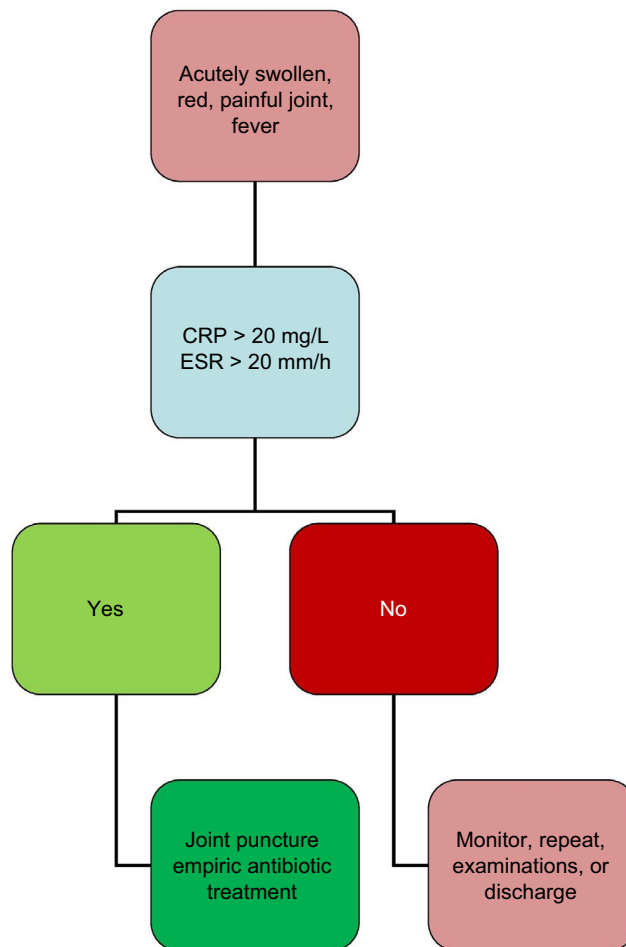 Acutely swollen,
red, painful joint,
fever
CRP > 20 mg/L
ESR > 20 mm/h
Yes
No
Joint puncture
empiric antibiotic
treatment
Monitor, repeat,
examinations, or
discharge